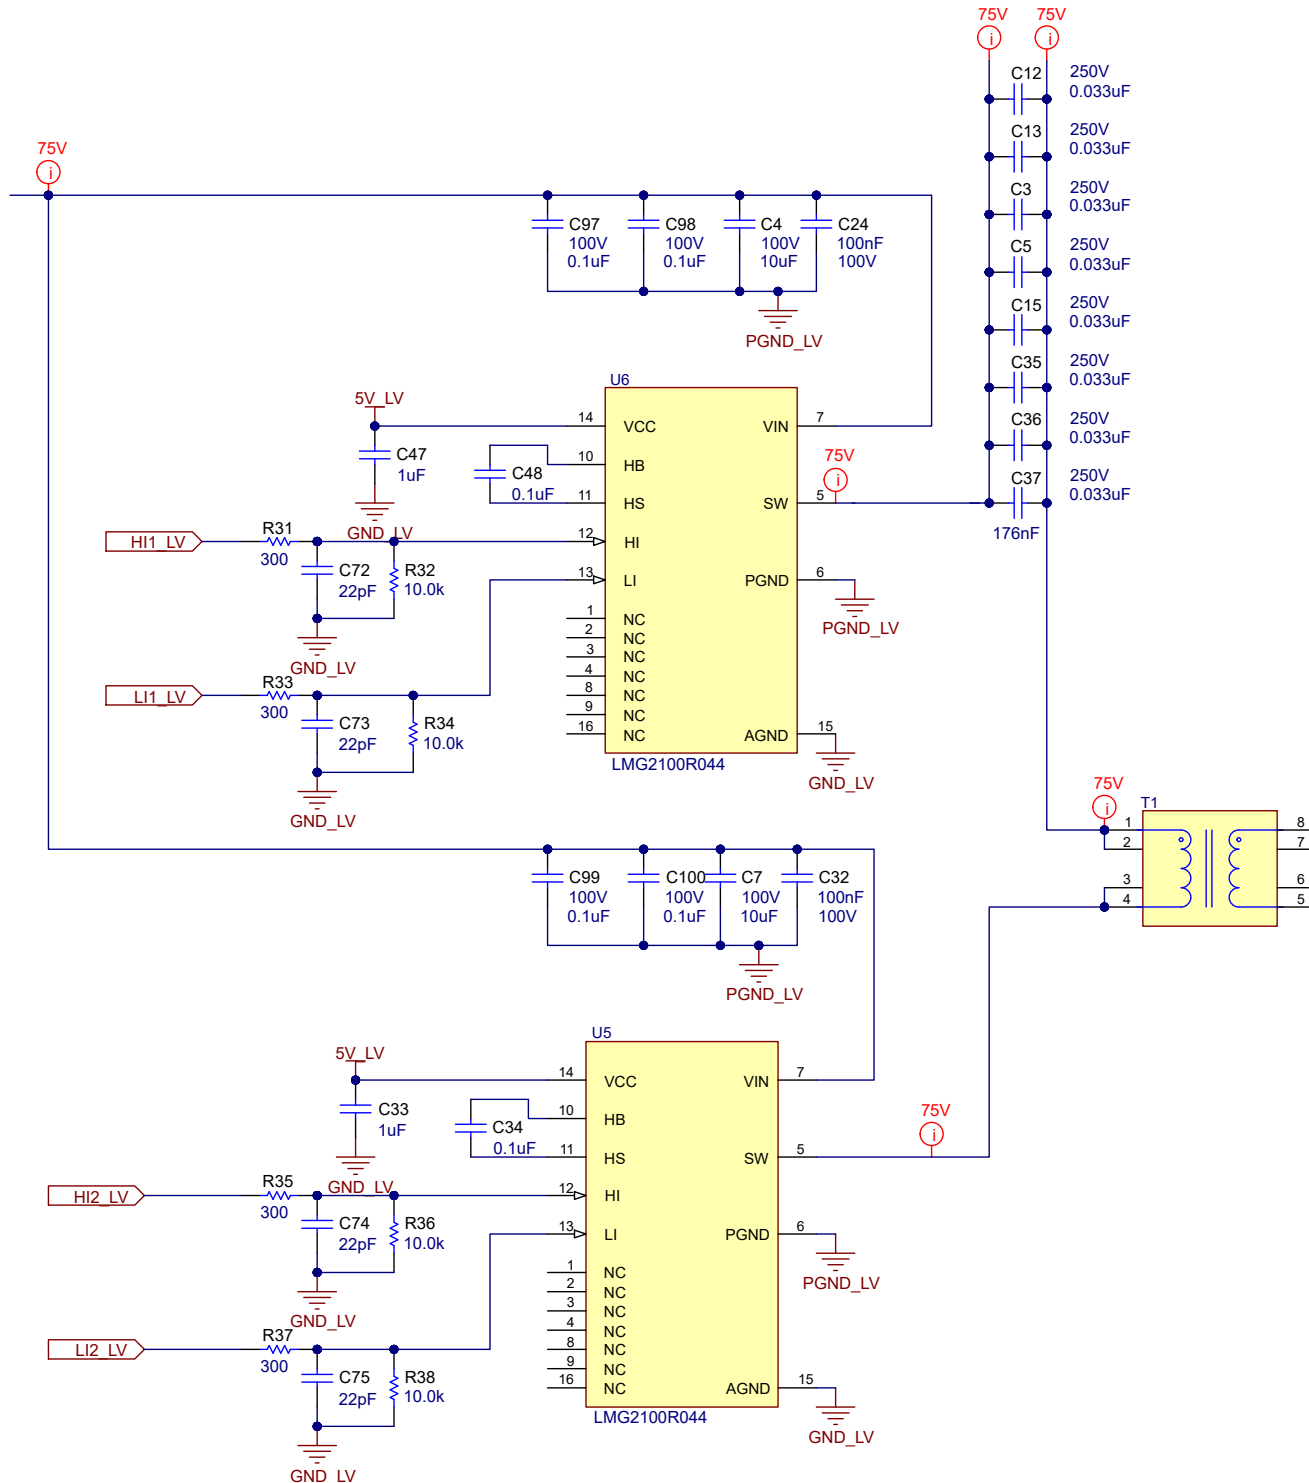 75V
75V
C12
250V
0.033uF
C13
250V
0.033uF
C3
250V
0.033uF
C5
250V
0.033uF
C15
250V
0.033uF
C35
250V
0.033uF
C36
250V
0.033uF
C37
250V
0.033uF
176nF
75V
C97
100V
0.1uF
C98
100V
0.1uF
C4
100V
10uF
C24
100nF
100V
PGND_LV
U6
5V_LV
C47
1uF
GND_LV
C48
0.1uF
14
VCC
10
HB
11
HS
12
HI
13
LI
1
NC
2
NC
3
NC
4
NC
8
NC
9
NC
16
NC
VIN
7
SW
5
75V
PGND
6
PGND_LV
AGND
15
GND_LV
LMG2100R044
HI1_LV
R31
300
C72
22pF
R32
10.0k
GND_LV
LI1_LV
R33
300
C73
22pF
R34
10.0k
GND_LV
75V
T1
1
2
3
4
8
7
6
5
C99
100V
0.1uF
C100
100V
0.1uF
C7
100V
10uF
C32
100nF
100V
PGND_LV
U5
5V_LV
C33
1uF
GND_LV
C34
0.1uF
14
VCC
10
HB
11
HS
12
HI
13
LI
1
NC
2
NC
3
NC
4
NC
8
NC
9
NC
16
NC
VIN
7
SW
5
75V
PGND
6
PGND_LV
AGND
15
GND_LV
LMG2100R044
HI2_LV
R35
300
C74
22pF
R36
10.0k
GND_LV
LI2_LV
R37
300
C75
22pF
R38
10.0k
GND_LV